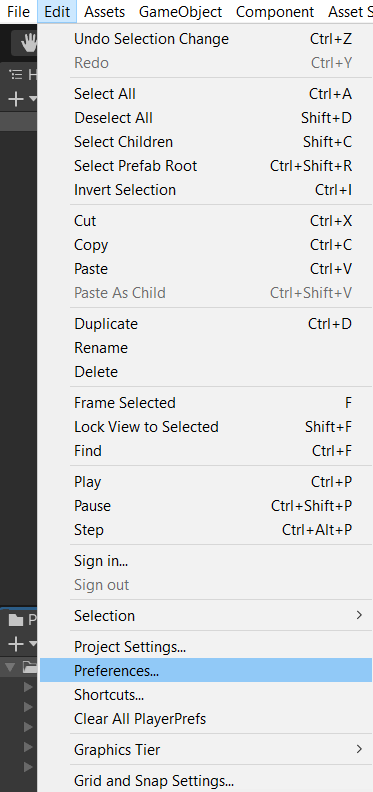 File Edit Assets GameObject Component Asset S
Undo Selection Change Ctrl+Z
Redo Ctrl+Y
H
Select All Ctrl+A
Deselect All Shift+D
Select Children Shift+C
Select Prefab Root Ctrl+Shift+R
Invert Selection Ctrl+I
Cut Ctrl+X
Copy Ctrl+C
Paste Ctrl+V
Paste As Child Ctrl+Shift+V
Duplicate Ctrl+D
Rename
Delete
Frame Selected F
Lock View to Selected Shift+F
Find Ctrl+F
Play Ctrl+P
Pause Ctrl+Shift+P
Step Ctrl+Alt+P
Sign in...
Sign out
Selection
P
Project Settings...
Preferences...
Shortcuts...
Clear All PlayerPrefs
Graphics Tier
Grid and Snap Settings...